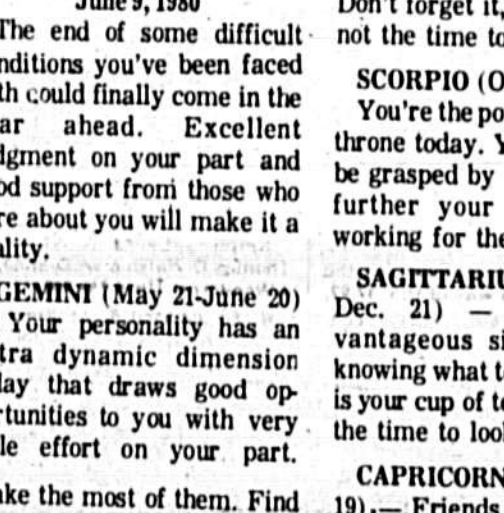 June 9, 1980
The end of some difficult
nditions you've been faced
th could finally come in the
ar ahead. Excellent
dgment on your part and
od support from those who
re about you will make it a
ality.
GEMINI (May 21-June 20)
Your personality has an
tra dynamic dimension
day that draws good op-
rtunities to you with very
le effort on your part.
ake the most of them. Find
Don't forget it,
not the time to
SCORPIO (O
You're the po
throne today. Y
be grasped by
further your
working for the
SAGITTARIU
Dec. 21) —
vantageous si
knowing what t
is your cup of te
the time to look
CAPRICORN
19).— Friends